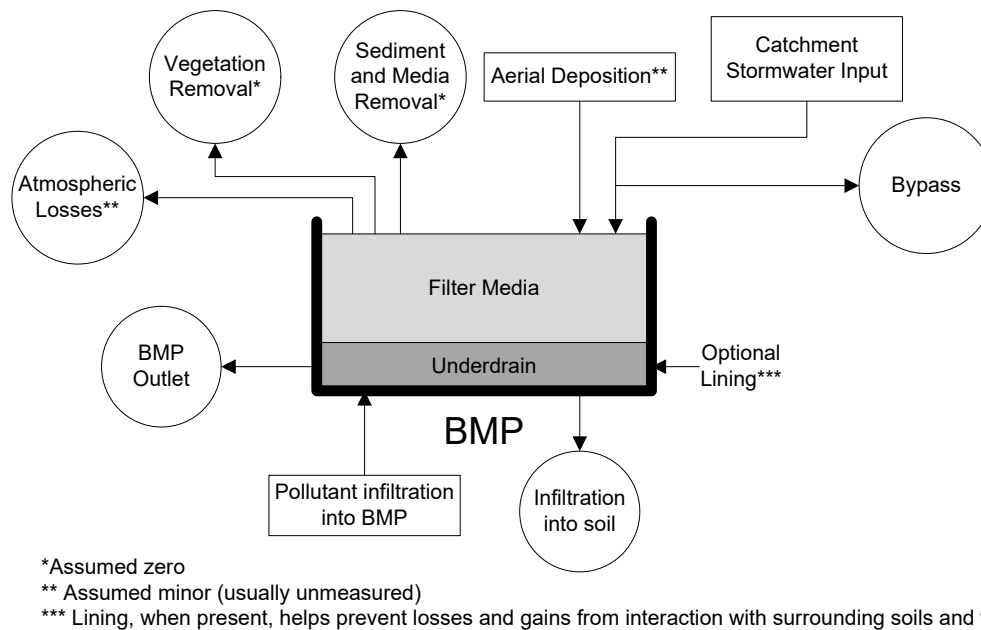 Vegetation
Removal*
Sediment
and Media
Removal*
Aerial Deposition**
Catchment
Stormwater Input
Atmospheric
Losses**
Bypass
Filter Media
BMP
Outlet
Underdrain
Optional
Lining***
BMP
Pollutant infiltration
into BMP
Infiltration
into soil
*Assumed zero
** Assumed minor (usually unmeasured)
*** Lining, when present, helps prevent losses and gains from interaction with surrounding soils and